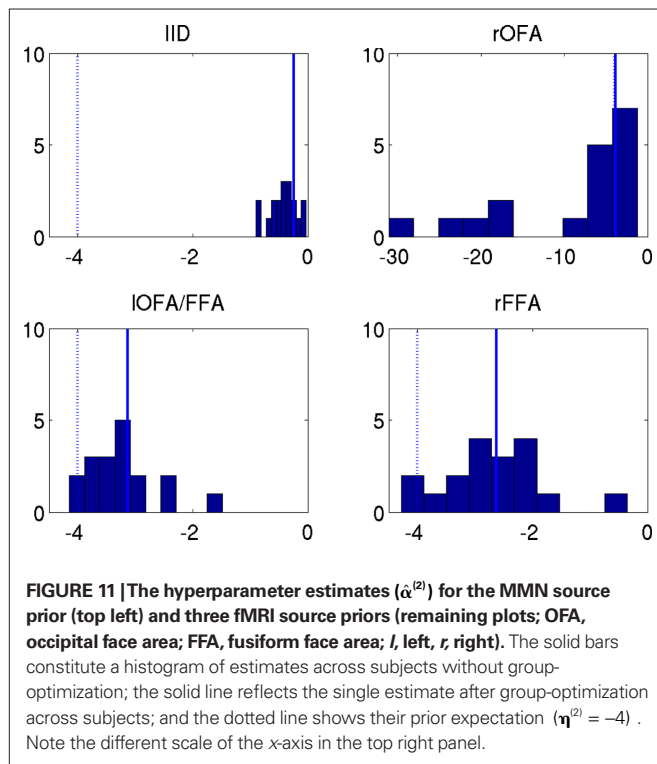 IID
rOFA
10
5
0
-4
-2
0
10
5
0
-30
-20
-10
0
lOFA/FFA
rFFA
10
5
0
-4
-2
0
10
5
0
-4
-2
0
FIGURE 11 | The hyperparameter estimates (α̂⁽²⁾) for the MMN source
prior (top left) and three fMRI source priors (remaining plots; OFA,
occipital face area; FFA, fusiform face area; l, left, r, right). The solid bars
constitute a histogram of estimates across subjects without group-
optimization; the solid line reflects the single estimate after group-optimization
across subjects; and the dotted line shows their prior expectation (η⁽²⁾ = –4) .
Note the different scale of the x-axis in the top right panel.